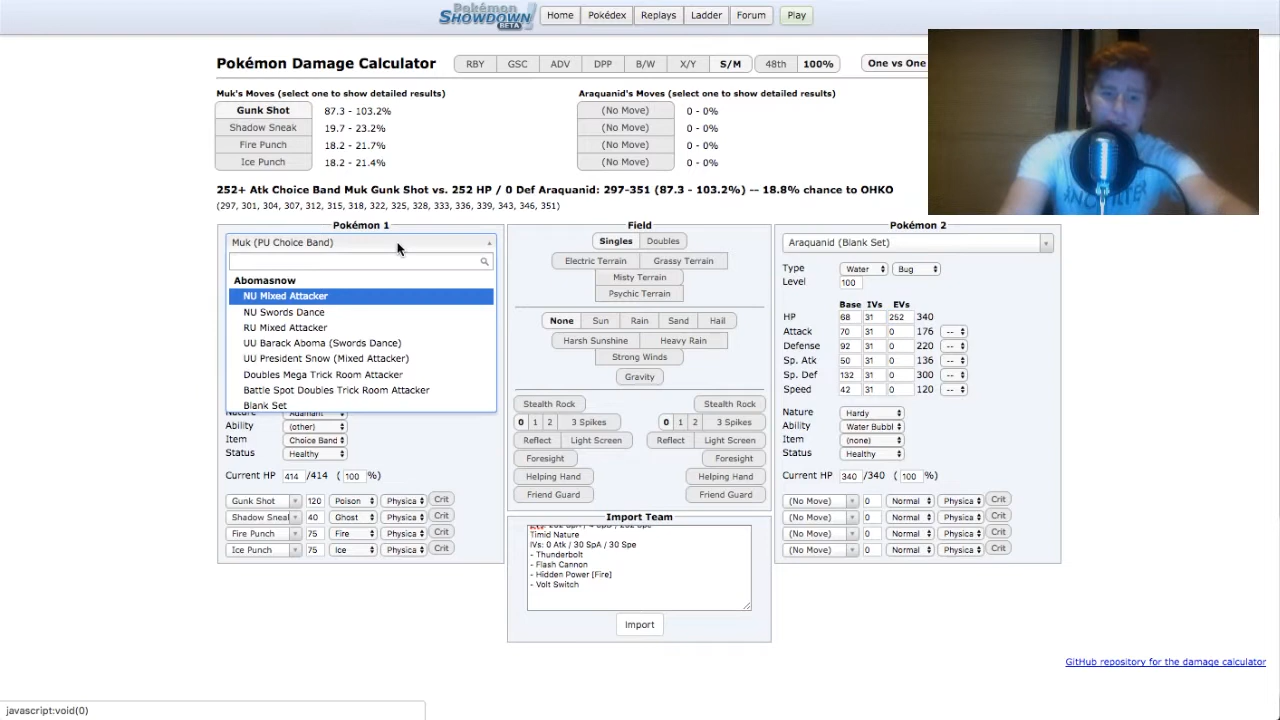 Pokémon SHOWDOWN! BETA
Home Pokédex Replays Ladder Forum Play
Pokémon Damage Calculator RBY GSC ADV DPP B/W X/Y S/M 48th 100% One vs One
Muk's Moves (select one to show detailed results) Araquanid's Moves (select one to show detailed results)
Gunk Shot 87.3 - 103.2% (No Move) 0 - 0%
Shadow Sneak 19.7 - 23.2% (No Move) 0 - 0%
Fire Punch 18.2 - 21.7% (No Move) 0 - 0%
Ice Punch 18.2 - 21.4% (No Move) 0 - 0%
252+ Atk Choice Band Muk Gunk Shot vs. 252 HP / 0 Def Araquanid: 297-351 (87.3 - 103.2%) -- 18.8% chance to OHKO
(297, 301, 304, 307, 312, 315, 318, 322, 325, 328, 333, 336, 339, 343, 346, 351)
Pokémon 1
Muk (PU Choice Band)
Abomasnow
NU Mixed Attacker
NU Swords Dance
RU Mixed Attacker
UU Barack Aboma (Swords Dance)
UU President Snow (Mixed Attacker)
Doubles Mega Trick Room Attacker
Battle Spot Doubles Trick Room Attacker
Blank Set
Nature Adamant
Ability (other)
Item Choice Band
Status Healthy
Current HP 414 /414 ( 100 %)
Gunk Shot 120 Poison Physica Crit
Shadow Sneal 40 Ghost Physica Crit
Fire Punch 75 Fire Physica Crit
Ice Punch 75 Ice Physica Crit
Field
Singles Doubles
Electric Terrain Grassy Terrain
Misty Terrain
Psychic Terrain
None Sun Rain Sand Hail
Harsh Sunshine Heavy Rain
Strong Winds
Gravity
Stealth Rock Stealth Rock
0 1 2 3 Spikes 0 1 2 3 Spikes
Reflect Light Screen Reflect Light Screen
Foresight Foresight
Helping Hand Helping Hand
Friend Guard Friend Guard
Import Team
Timid Nature
IVs: 0 Atk / 30 SpA / 30 Spe
- Thunderbolt
- Flash Cannon
- Hidden Power [Fire]
- Volt Switch
Import
Pokémon 2
Araquanid (Blank Set)
Type Water Bug
Level 100
Base IVs EVs
HP 68 31 252 340
Attack 70 31 0 176 --
Defense 92 31 0 220 --
Sp. Atk 50 31 0 136 --
Sp. Def 132 31 0 300 --
Speed 42 31 0 120 --
Nature Hardy
Ability Water Bubbl
Item (none)
Status Healthy
Current HP 340 /340 ( 100 %)
(No Move) 0 Normal Physica Crit
(No Move) 0 Normal Physica Crit
(No Move) 0 Normal Physica Crit
(No Move) 0 Normal Physica Crit
GitHub repository for the damage calculator
javascript:void(0)